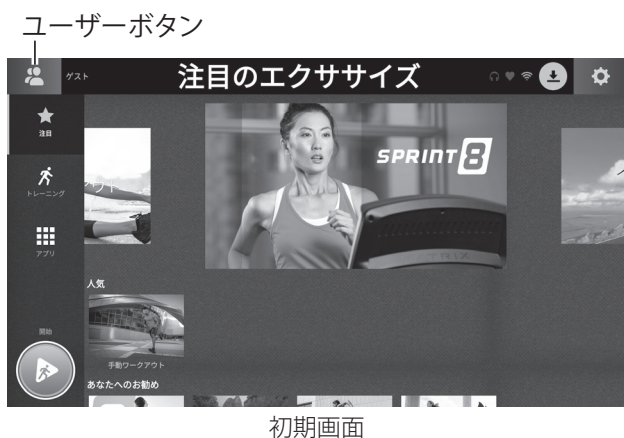 ユーザーボタン
ゲスト
注目のエクササイズ
注目
SPRINT 8
トレーニング
アプリ
人気
手動ワークアウト
開始
あなたへのお勧め
初期画面